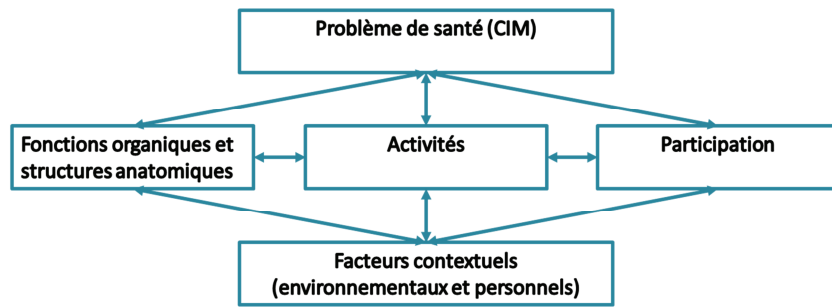 Problème de santé (CIM)
Fonctions organiques et
structures anatomiques
Activités
Participation
Facteurs contextuels
(environnementaux et personnels)